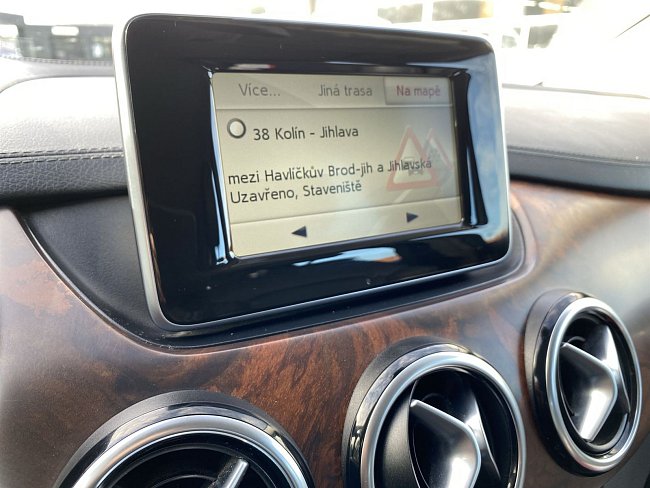 Více... Jiná trasa Na mapě
38 Kolín - Jihlava
mezi Havlíčkův Brod-jih a Jihlavská
Uzavřeno, Staveniště